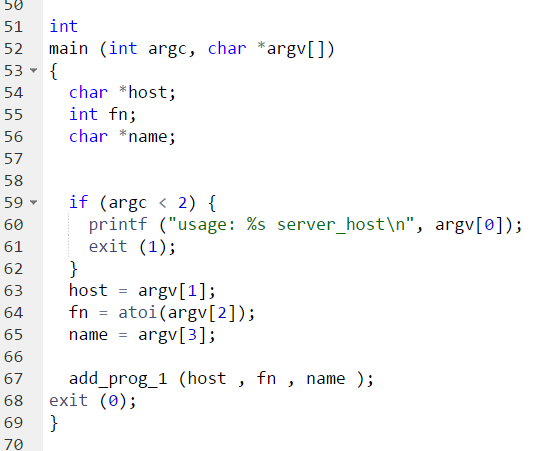 50
51 int
52 main (int argc, char *argv[])
53 {
54   char *host;
55   int fn;
56   char *name;
57
58
59   if (argc < 2) {
60     printf ("usage: %s server_host\n", argv[0]);
61     exit (1);
62   }
63   host = argv[1];
64   fn = atoi(argv[2]);
65   name = argv[3];
66
67   add_prog_1 (host , fn , name );
68 exit (0);
69 }
70